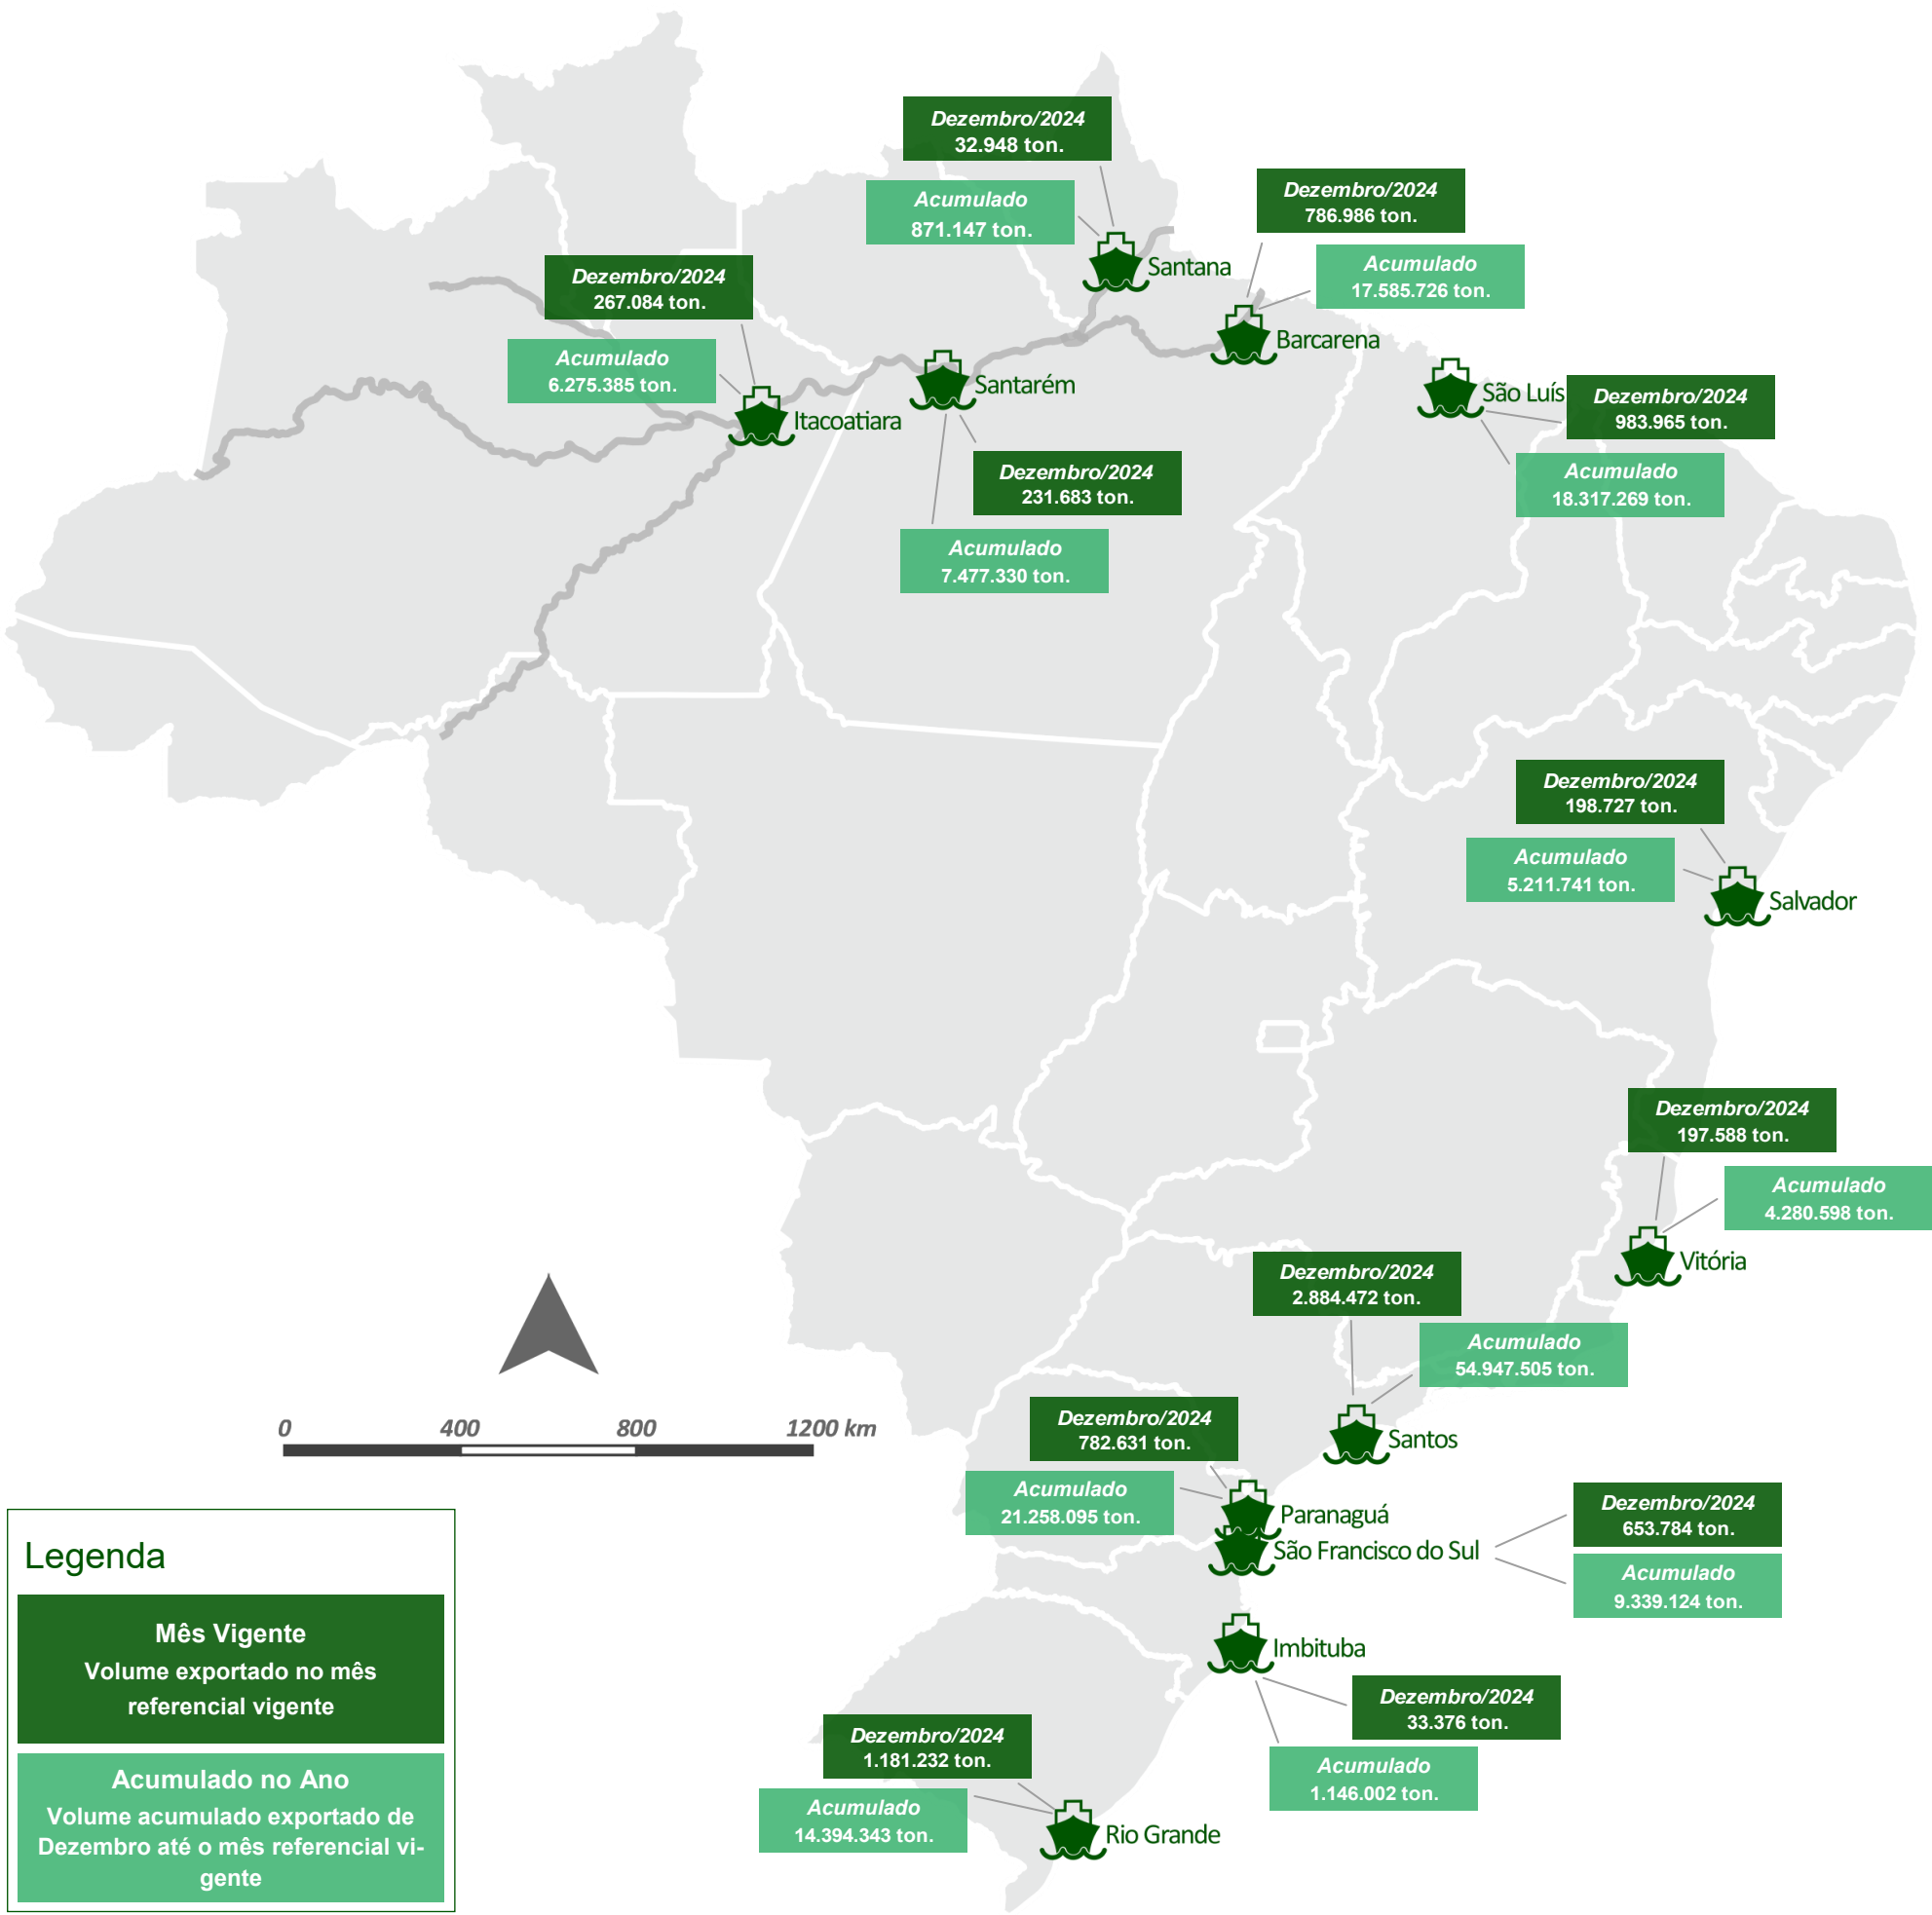 Dezembro/2024
32.948 ton.
Acumulado
871.147 ton.
Santana
Dezembro/2024
786.986 ton.
Acumulado
17.585.726 ton.
Barcarena
Dezembro/2024
267.084 ton.
Acumulado
6.275.385 ton.
Itacoatiara
Santarém
Dezembro/2024
231.683 ton.
Acumulado
7.477.330 ton.
São Luís
Dezembro/2024
983.965 ton.
Acumulado
18.317.269 ton.
Dezembro/2024
198.727 ton.
Acumulado
5.211.741 ton.
Salvador
Dezembro/2024
197.588 ton.
Acumulado
4.280.598 ton.
Vitória
Dezembro/2024
2.884.472 ton.
Acumulado
54.947.505 ton.
Santos
Dezembro/2024
782.631 ton.
Acumulado
21.258.095 ton.
Paranaguá
São Francisco do Sul
Dezembro/2024
653.784 ton.
Acumulado
9.339.124 ton.
Imbituba
Dezembro/2024
33.376 ton.
Acumulado
1.146.002 ton.
Dezembro/2024
1.181.232 ton.
Acumulado
14.394.343 ton.
Rio Grande
0 400 800 1200 km
Legenda
Mês Vigente
Volume exportado no mês
referencial vigente
Acumulado no Ano
Volume acumulado exportado de
Dezembro até o mês referencial vi-
gente